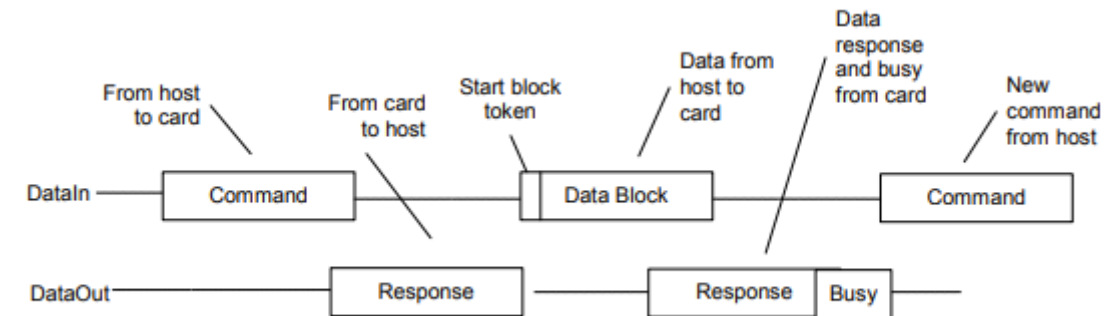 From host
to card
From card
to host
Start block
token
Data from
host to
card
Data
response
and busy
from card
New
command
from host
DataIn
Command
Data Block
Command
DataOut
Response
Response
Busy